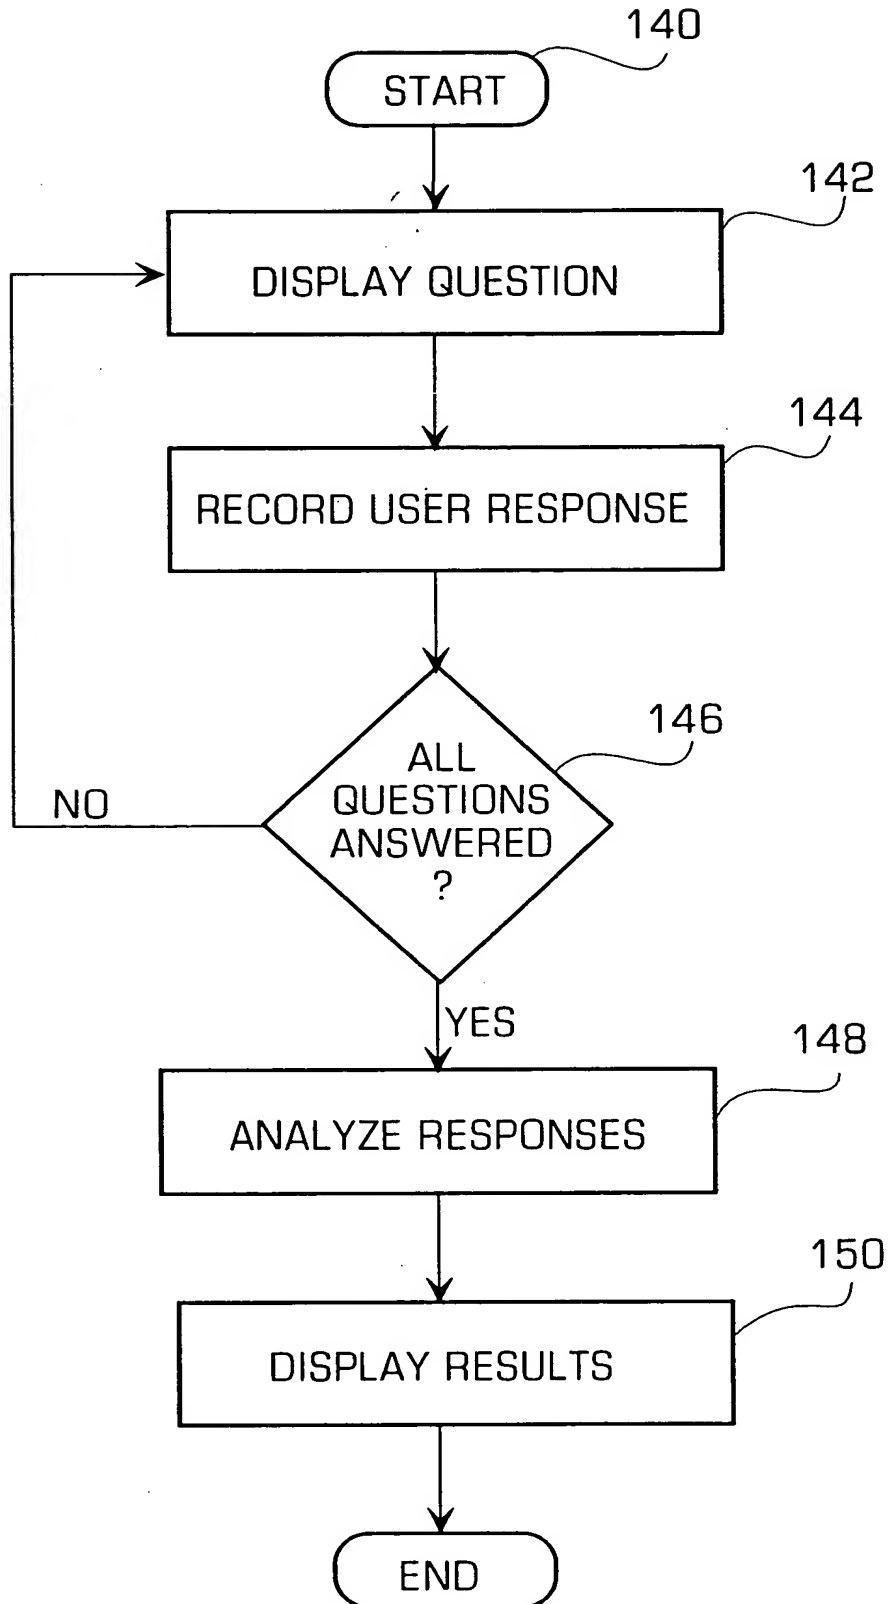 140
START
142
DISPLAY QUESTION
144
RECORD USER RESPONSE
146
ALL
QUESTIONS
ANSWERED
?
NO
YES
148
ANALYZE RESPONSES
150
DISPLAY RESULTS
END